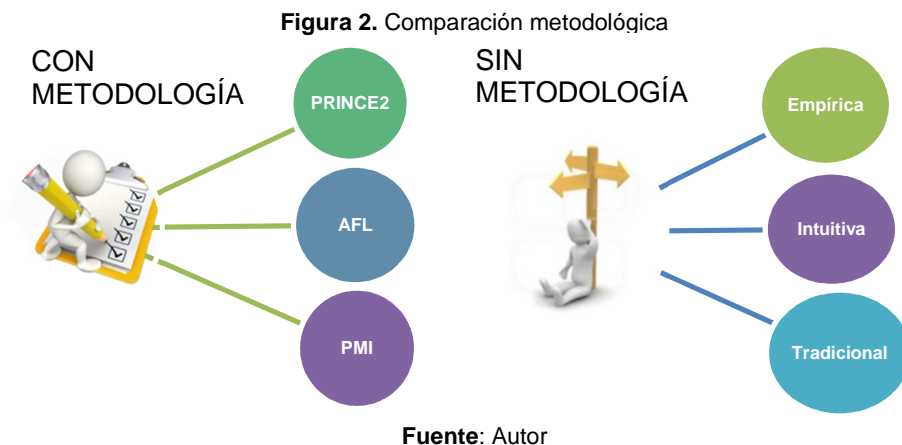 Figura 2. Comparación metodológica
CON
METODOLOGÍA
PRINCE2
AFL
PMI
SIN
METODOLOGÍA
Empírica
Intuitiva
Tradicional
Fuente: Autor